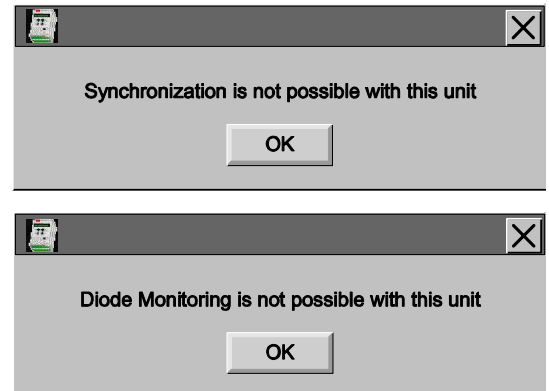 Synchronization is not possible with this unit
OK
Diode Monitoring is not possible with this unit
OK